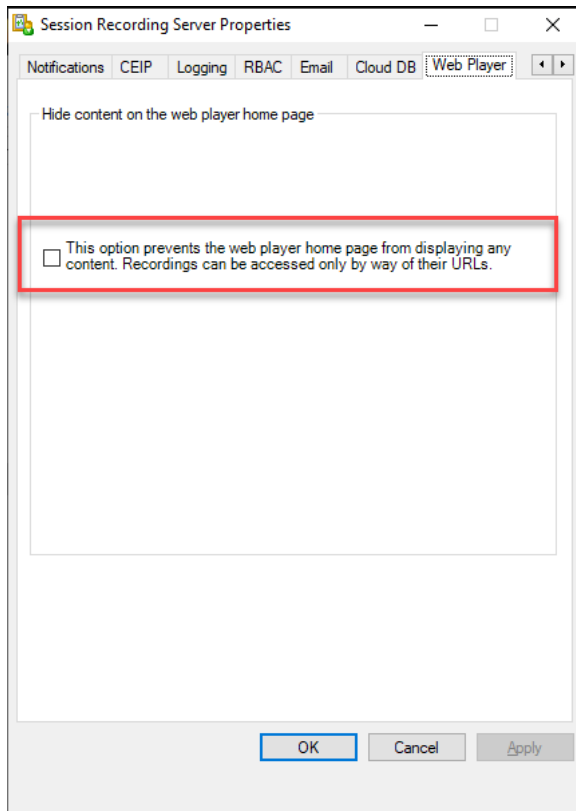 Session Recording Server Properties
Notifications CEIP Logging RBAC Email Cloud DB Web Player
Hide content on the web player home page
This option prevents the web player home page from displaying any
content. Recordings can be accessed only by way of their URLs.
OK Cancel Apply